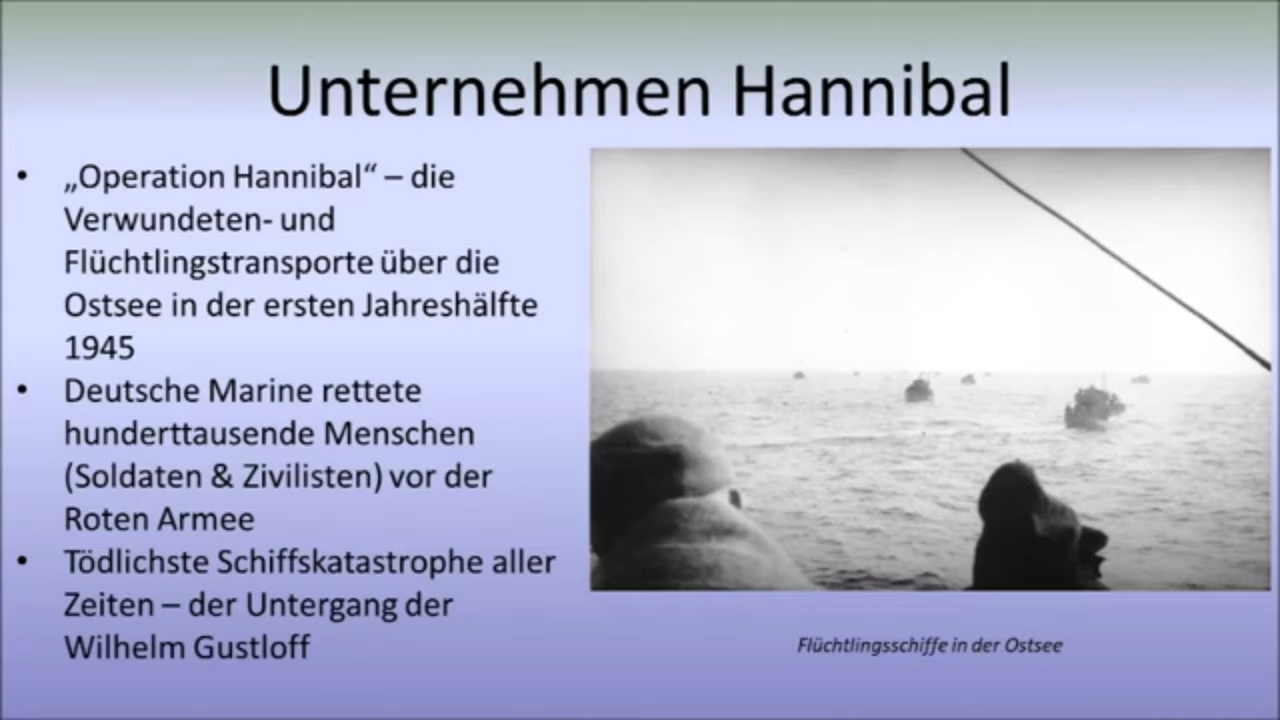 Unternehmen Hannibal
• „Operation Hannibal“ – die
Verwundeten- und
Flüchtlingstransporte über die
Ostsee in der ersten Jahreshälfte
1945
• Deutsche Marine rettete
hunderttausende Menschen
(Soldaten & Zivilisten) vor der
Roten Armee
• Tödlichste Schiffskatastrophe aller
Zeiten – der Untergang der
Wilhelm Gustloff
Flüchtlingsschiffe in der Ostsee